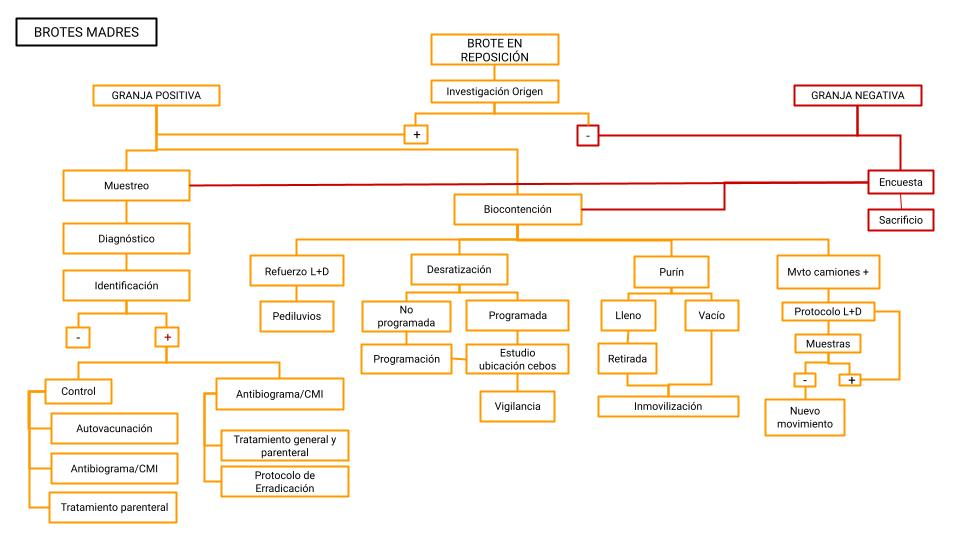 BROTES MADRES
BROTE EN
REPOSICIÓN
GRANJA POSITIVA
Investigación Origen
GRANJA NEGATIVA
+
-
Muestreo
Encuesta
Biocontención
Sacrificio
Diagnóstico
Refuerzo L+D
Desratización
Purín
Mvto camiones +
Identificación
Pediluvios
No
programada
Programada
Lleno
Vacío
Protocolo L+D
-
+
Programación
Estudio
ubicación cebos
Retirada
Muestras
-
+
Control
Antibiograma/CMI
Vigilancia
Inmovilización
Nuevo
movimiento
Autovacunación
Tratamiento general y
parenteral
Antibiograma/CMI
Protocolo de
Erradicación
Tratamiento parenteral